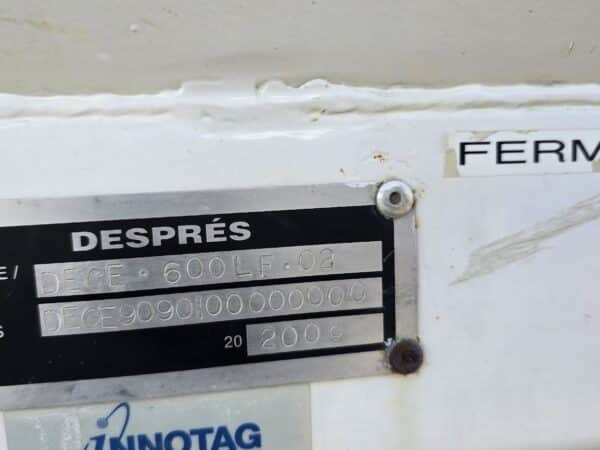 FERM
DESPRÉS
E/ DECE·600LF·02
S DECE9090100000000
20 2009
INNOTAG